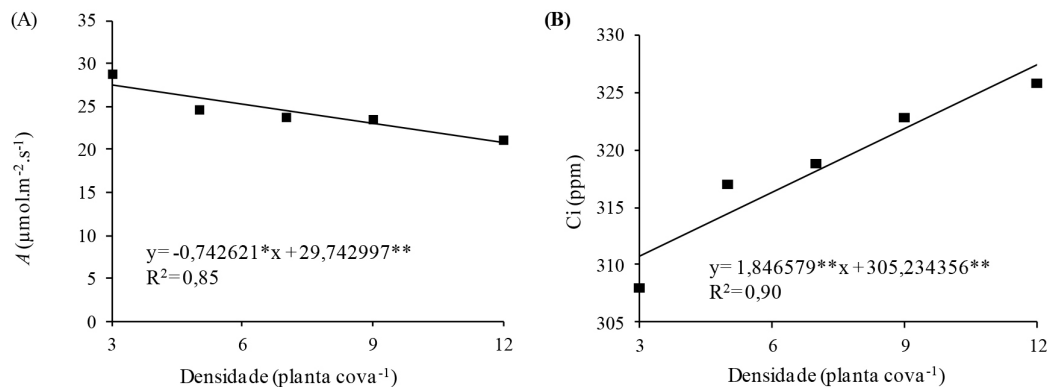 (A)
35
30
25
20
15
10
5
0
A (µmol.m⁻².s⁻¹)
y= -0,742621*x + 29,742997**
R²=0,85
3 6 9 12
Densidade (planta cova⁻¹)
(B)
330
325
320
315
310
305
Ci (ppm)
y= 1,846579**x + 305,234356**
R²=0,90
3 6 9 12
Densidade (planta cova⁻¹)